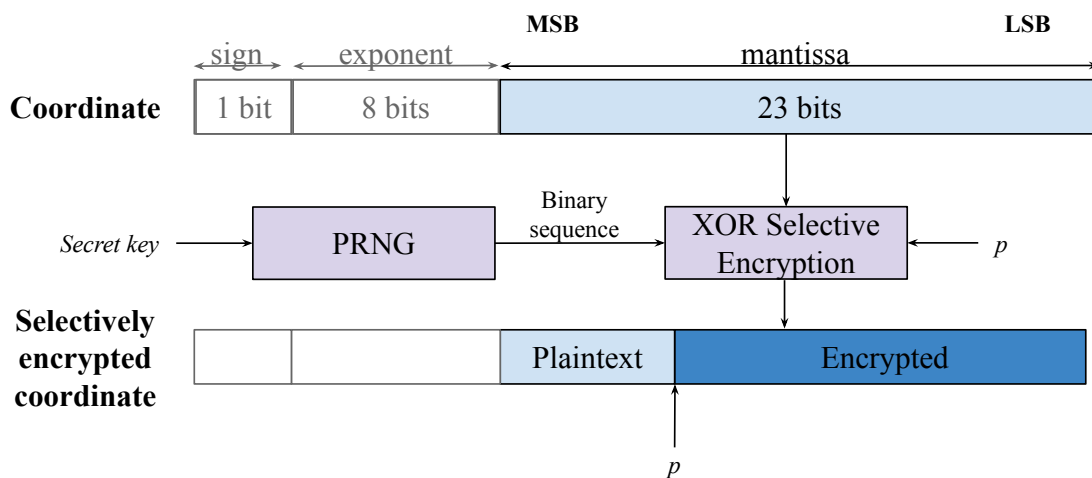 MSB
LSB
sign
exponent
mantissa
Coordinate
1 bit
8 bits
23 bits
Secret key
PRNG
Binary
sequence
XOR Selective
Encryption
p
Selectively
encrypted
coordinate
Plaintext
Encrypted
p